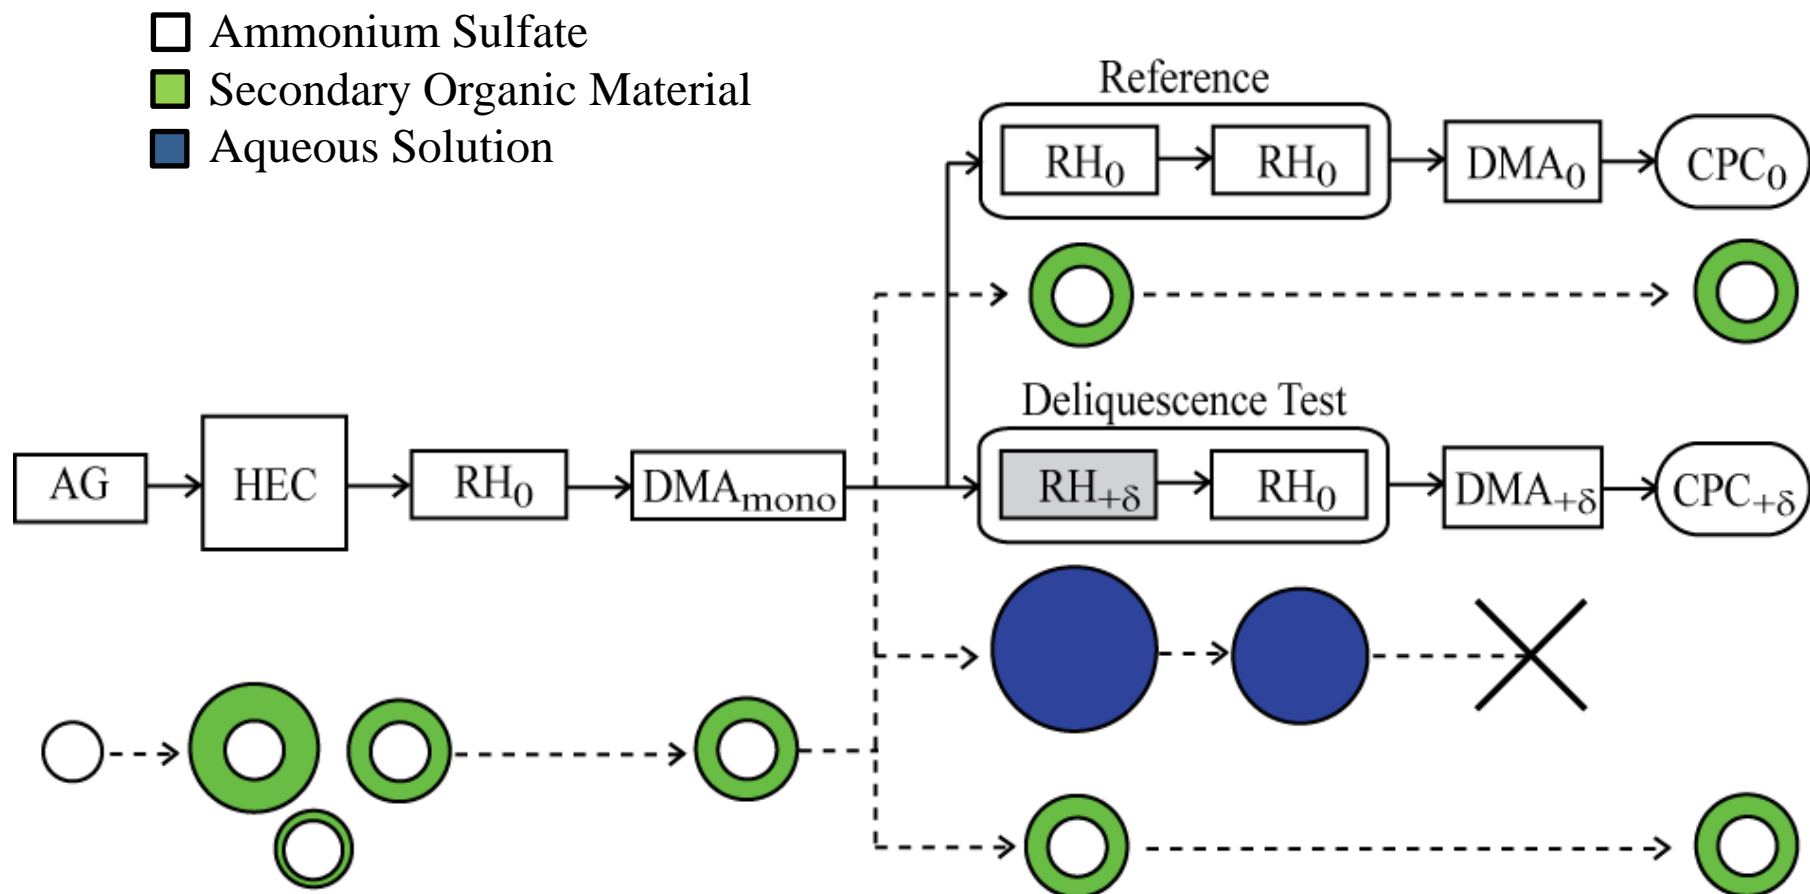 Ammonium Sulfate
Secondary Organic Material
Aqueous Solution
Reference
RH0
RH0
DMA0
CPC0
Deliquescence Test
AG
HEC
RH0
DMAmono
RH+δ
RH0
DMA+δ
CPC+δ